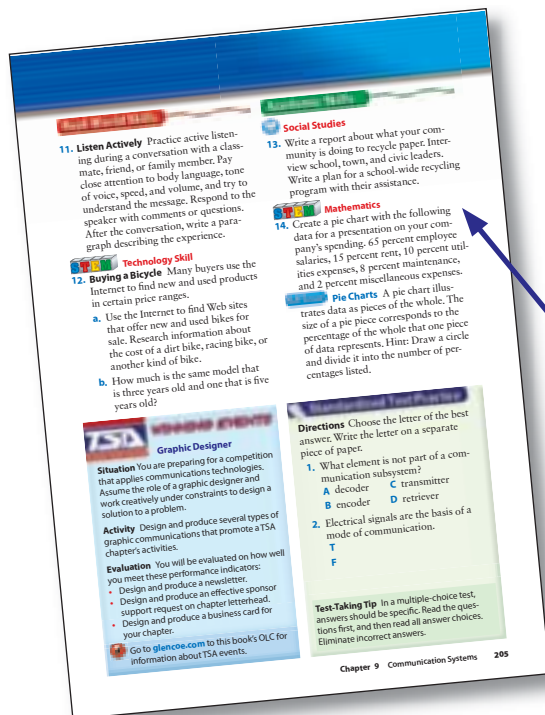 11. Listen Actively Practice active listen-
ing during a conversation with a class-
mate, friend, or family member. Pay
close attention to body language, tone
of voice, speed, and volume, and try to
understand the message. Respond to the
speaker with comments or questions.
After the conversation, write a para-
graph describing the experience.
STEM Technology Skill
12. Buying a Bicycle Many buyers use the
Internet to find new and used products
in certain price ranges.
a. Use the Internet to find Web sites
that offer new and used bikes for
sale. Research information about
the cost of a dirt bike, racing bike, or
another kind of bike.
b. How much is the same model that
is three years old and one that is five
years old?
Academic Skills
Social Studies
13. Write a report about what your com-
munity is doing to recycle paper. Inter-
view school, town, and civic leaders.
Write a plan for a school-wide recycling
program with their assistance.
STEM Mathematics
14. Create a pie chart with the following
data for a presentation on your com-
pany's spending. 65 percent employee
salaries, 15 percent rent, 10 percent util-
ities expenses, 8 percent maintenance,
and 2 percent miscellaneous expenses.
Pie Charts A pie chart illus-
trates data as pieces of the whole. The
size of a pie piece corresponds to the
percentage of the whole that one piece
of data represents. Hint: Draw a circle
and divide it into the number of per-
centages listed.
TSA WINNING EVENTS
Graphic Designer
Situation You are preparing for a competition
that applies communications technologies.
Assume the role of a graphic designer and
work creatively under constraints to design a
solution to a problem.
Activity Design and produce several types of
graphic communications that promote a TSA
chapter's activities.
Evaluation You will be evaluated on how well
you meet these performance indicators:
• Design and produce a newsletter.
• Design and produce an effective sponsor
support request on chapter letterhead.
• Design and produce a business card for
your chapter.
Go to glencoe.com to this book's OLC for
information about TSA events.
Directions Choose the letter of the best
answer. Write the letter on a separate
piece of paper.
1. What element is not part of a com-
munication subsystem?
A decoder C transmitter
B encoder D retriever
2. Electrical signals are the basis of a
mode of communication.
T
F
Test-Taking Tip In a multiple-choice test,
answers should be specific. Read the ques-
tions first, and then read all answer choices.
Eliminate incorrect answers.
Chapter 9 Communication Systems 205